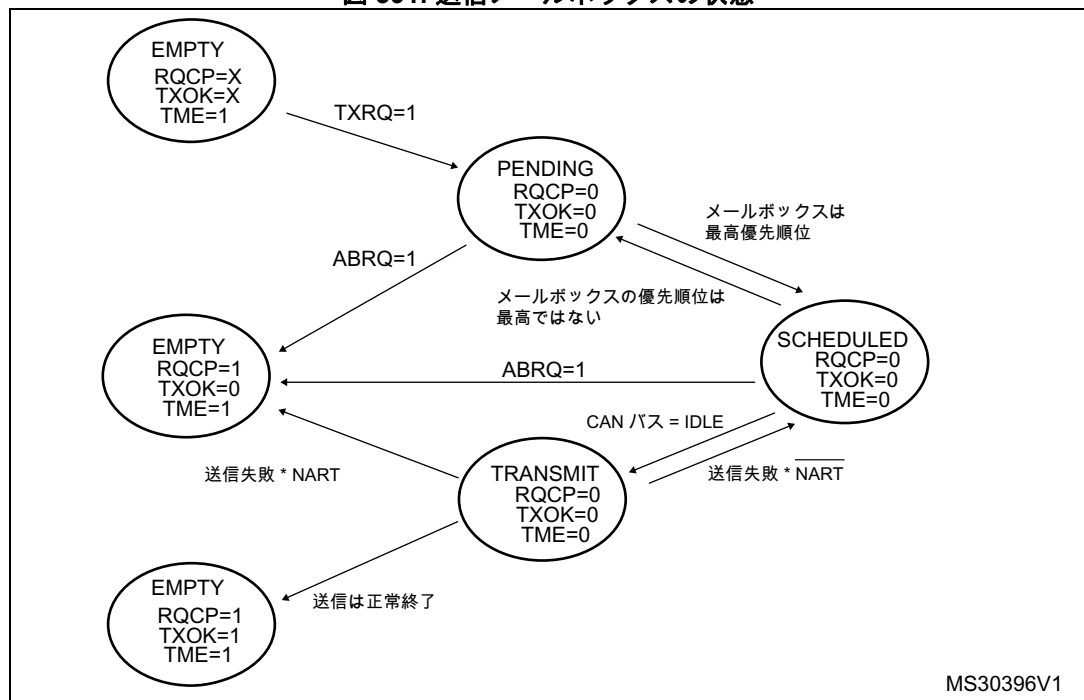 EMPTY
RQCP=X
TXOK=X
TME=1
TXRQ=1
PENDING
RQCP=0
TXOK=0
TME=0
メールボックスは
最高優先順位
ABRQ=1
メールボックスの優先順位は
最高ではない
EMPTY
RQCP=1
TXOK=0
TME=1
SCHEDULED
RQCP=0
TXOK=0
TME=0
ABRQ=1
CAN バス = IDLE
送信失敗 * NART
TRANSMIT
RQCP=0
TXOK=0
TME=0
送信失敗 * NART
EMPTY
RQCP=1
TXOK=1
TME=1
送信は正常終了
MS30396V1